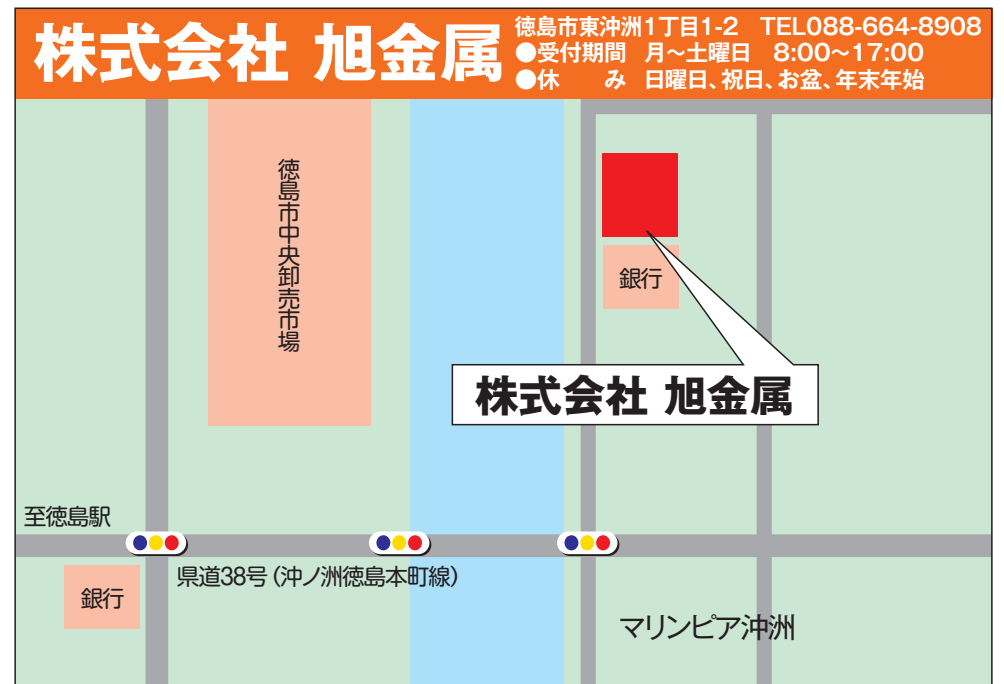 株式会社 旭金属
徳島市東沖洲1丁目1-2 TEL088-664-8908
●受付期間 月～土曜日 8:00～17:00
●休 み 日曜日、祝日、お盆、年末年始
徳島市中央卸売市場
銀行
株式会社 旭金属
至徳島駅
県道38号（沖ノ洲徳島本町線）
銀行
マリンピア沖洲